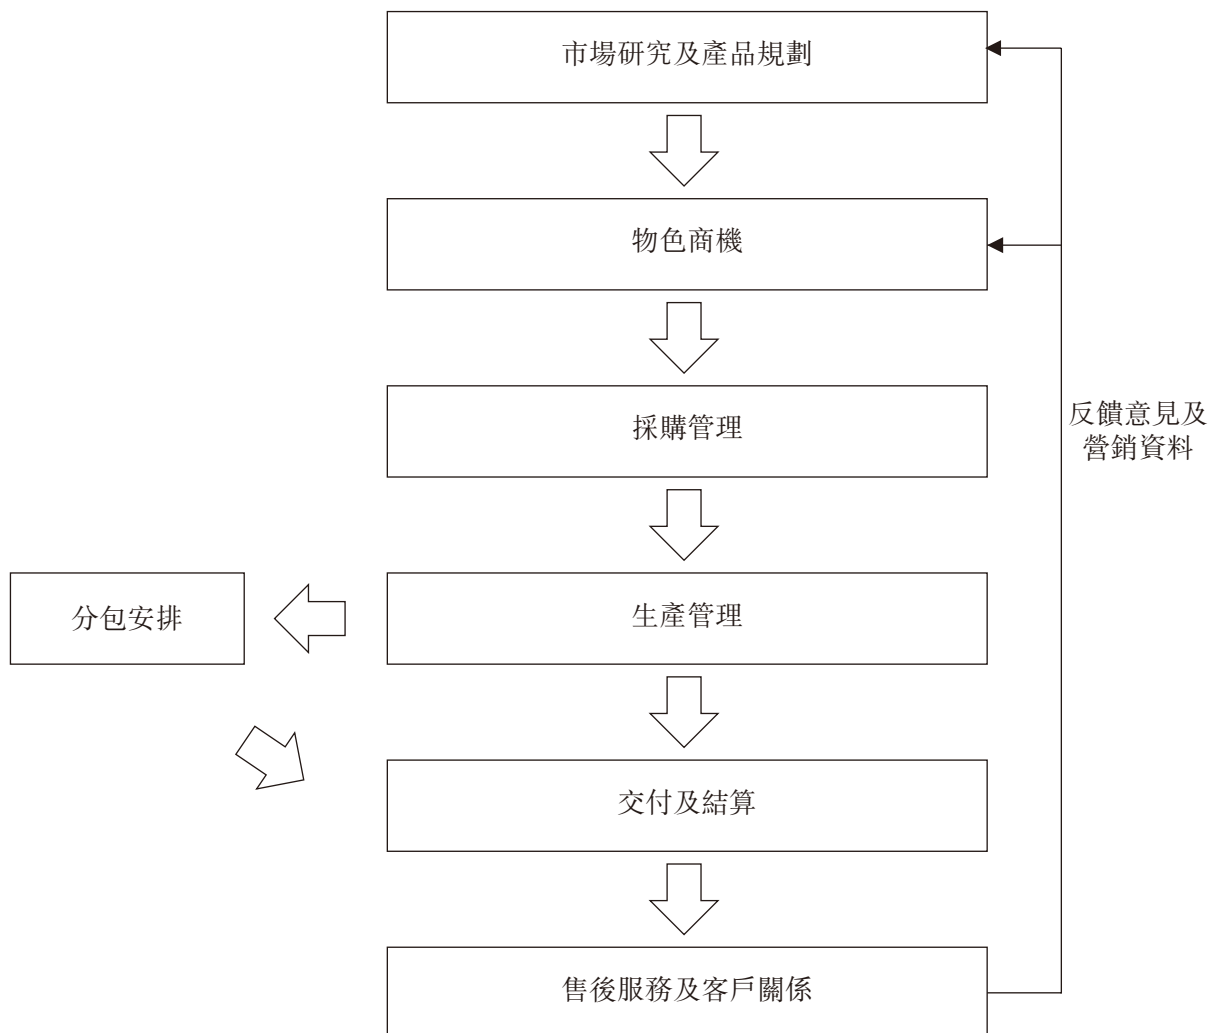 市場研究及產品規劃
物色商機
採購管理
反饋意見及
營銷資料
分包安排
生產管理
交付及結算
售後服務及客戶關係